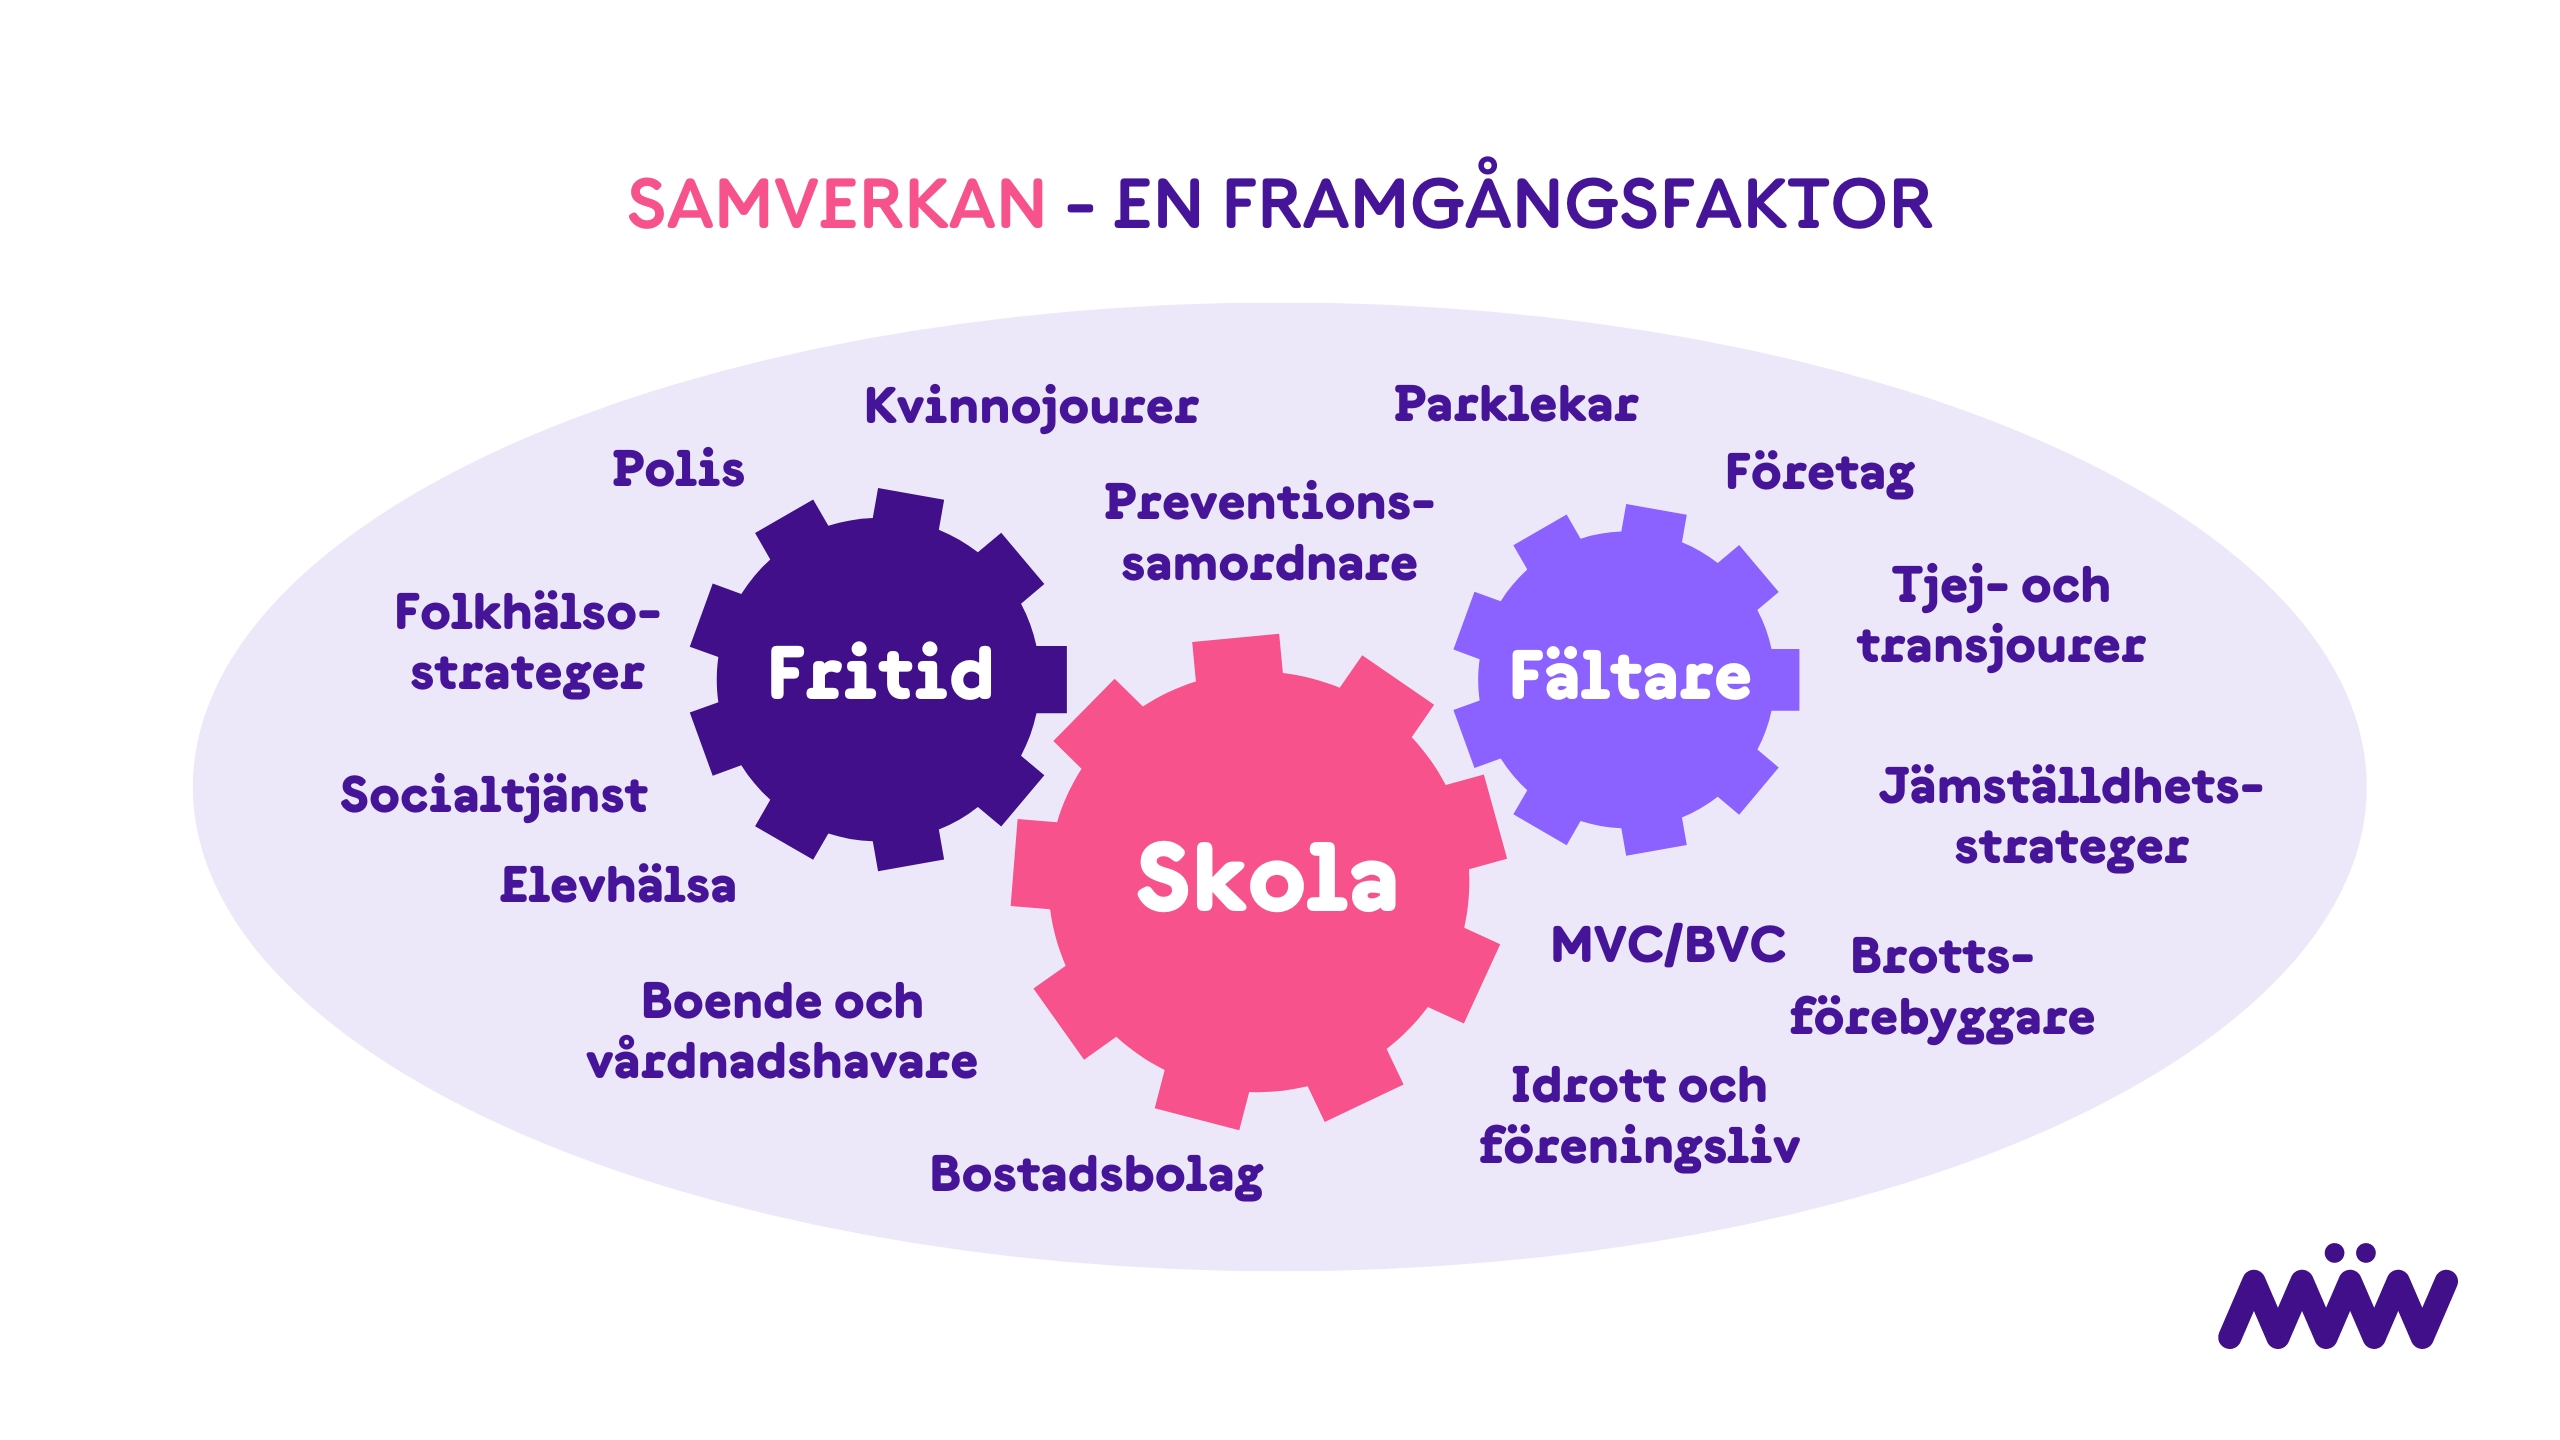 SAMVERKAN - EN FRAMGÅNGSFAKTOR
Kvinnojourer
Parklekar
Polis
Företag
Preventions-
samordnare
Folkhälso-
strateger
Tjej- och
transjourer
Fritid
Fältare
Socialtjänst
Jämställdhets-
strateger
Skola
Elevhälsa
MVC/BVC
Brotts-
förebyggare
Boende och
vårdnadshavare
Idrott och
föreningsliv
Bostadsbolag